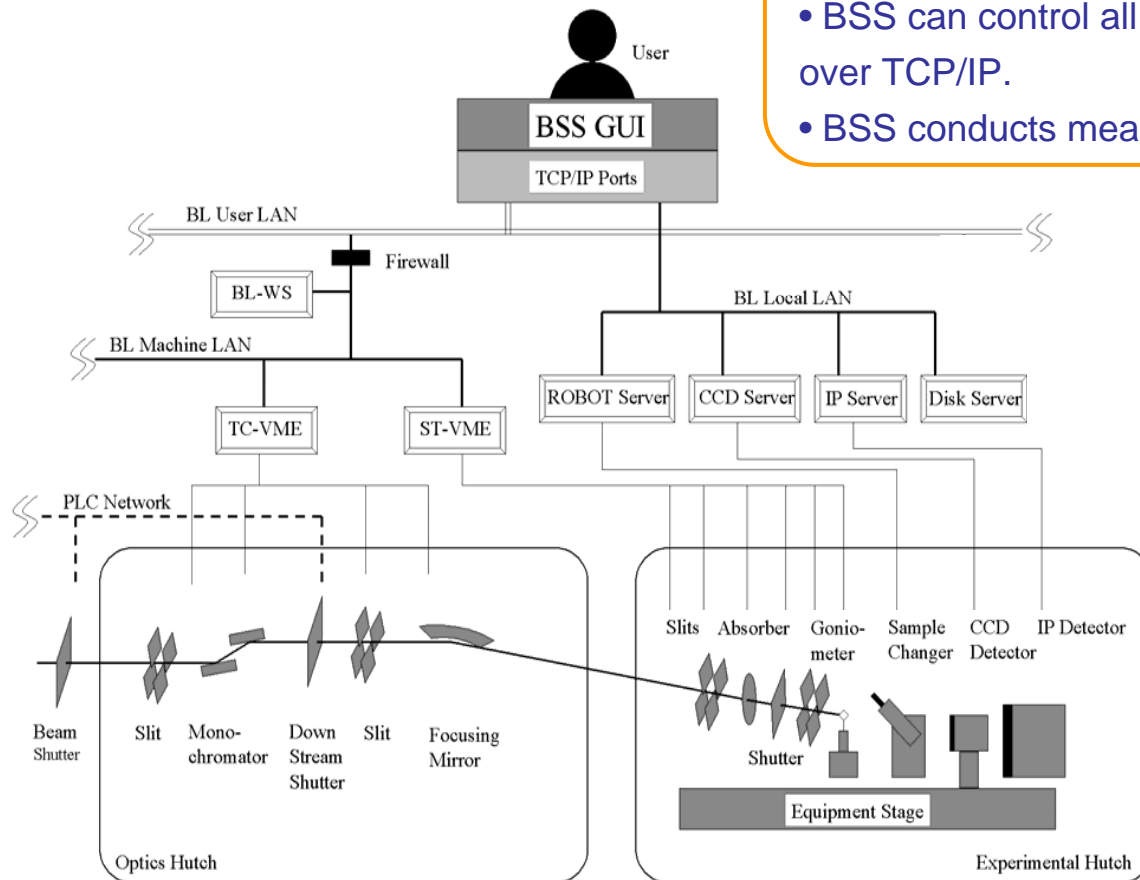 • BSS can control all
over TCP/IP.
• BSS conducts mea
User
BSS GUI
TCP/IP Ports
BL User LAN
Firewall
BL-WS
BL Local LAN
BL Machine LAN
ROBOT Server
CCD Server
IP Server
Disk Server
TC-VME
ST-VME
PLC Network
Slits
Absorber
Gonio-
meter
Sample
Changer
CCD
Detector
IP Detector
Beam
Shutter
Slit
Mono-
chromator
Down
Stream
Shutter
Slit
Focusing
Mirror
Shutter
Equipment Stage
Optics Hutch
Experimental Hutch